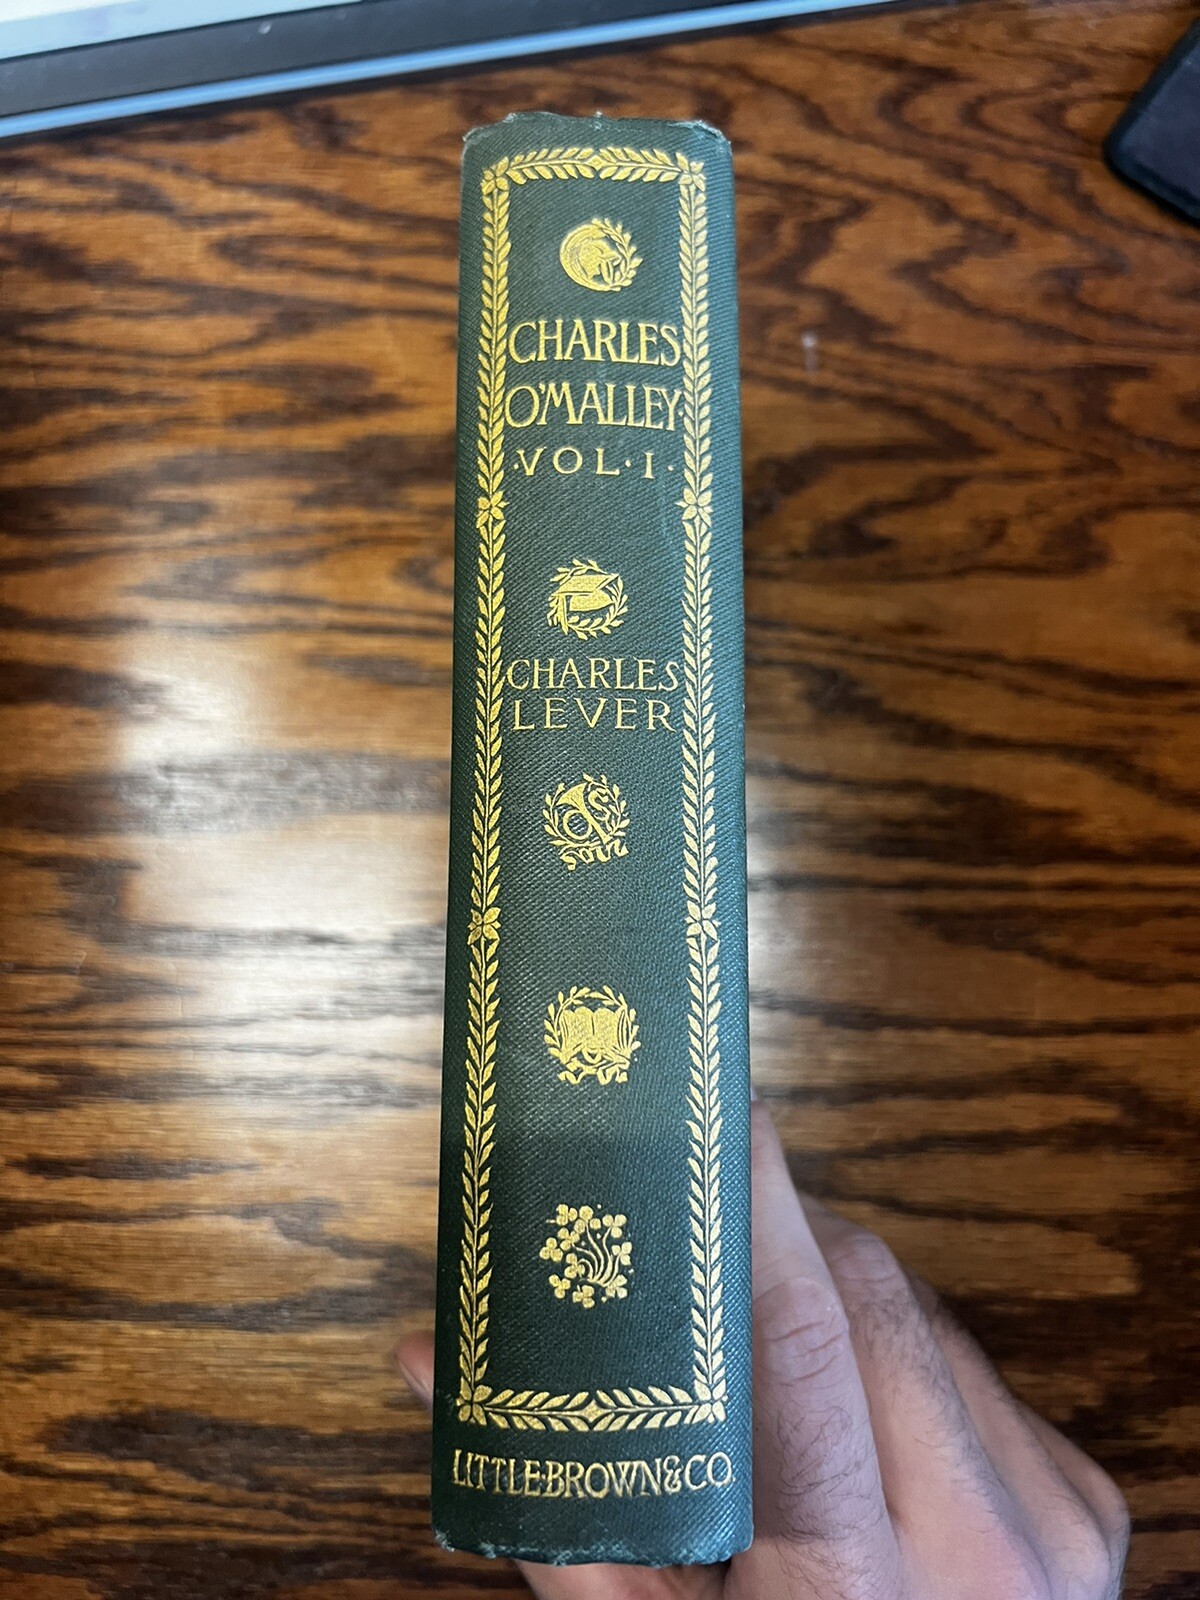 CHARLES
O'MALLEY·
·VOL·I·
CHARLES
LEVER
LITTLE·BROWN&CO.